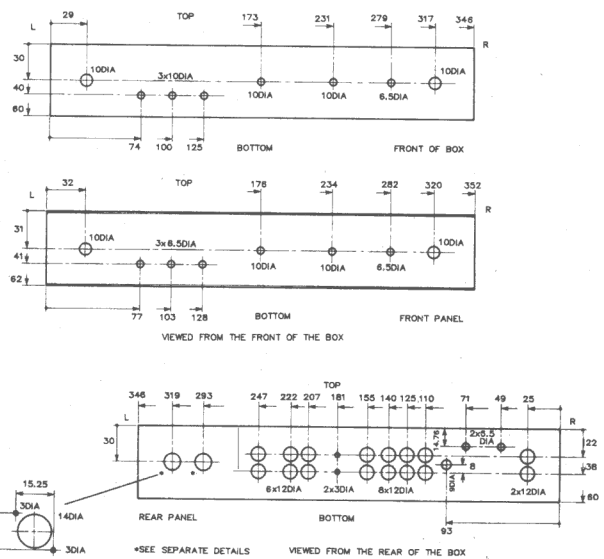 TOP
29 173 231 279 317 346
L R
30
10DIA 3x10DIA 10DIA
40
10DIA 10DIA 6.5DIA
60
74 100 125 BOTTOM FRONT OF BOX
TOP
32 176 234 282 320 352
L R
31
10DIA 3x6.5DIA 10DIA
41
10DIA 10DIA 6.5DIA
62
77 103 128 BOTTOM FRONT PANEL
VIEWED FROM THE FRONT OF THE BOX
TOP
346 319 293 247 222 207 181 155 140 125 110 71 49 25
L R
30 14.76 2x6.5
DIA 22
8 38
9DIA
6x12DIA 2x3DIA 8x12DIA 2x12DIA
60
15.25
3DIA
14DIA
3DIA
REAR PANEL BOTTOM 93
*SEE SEPARATE DETAILS VIEWED FROM THE REAR OF THE BOX